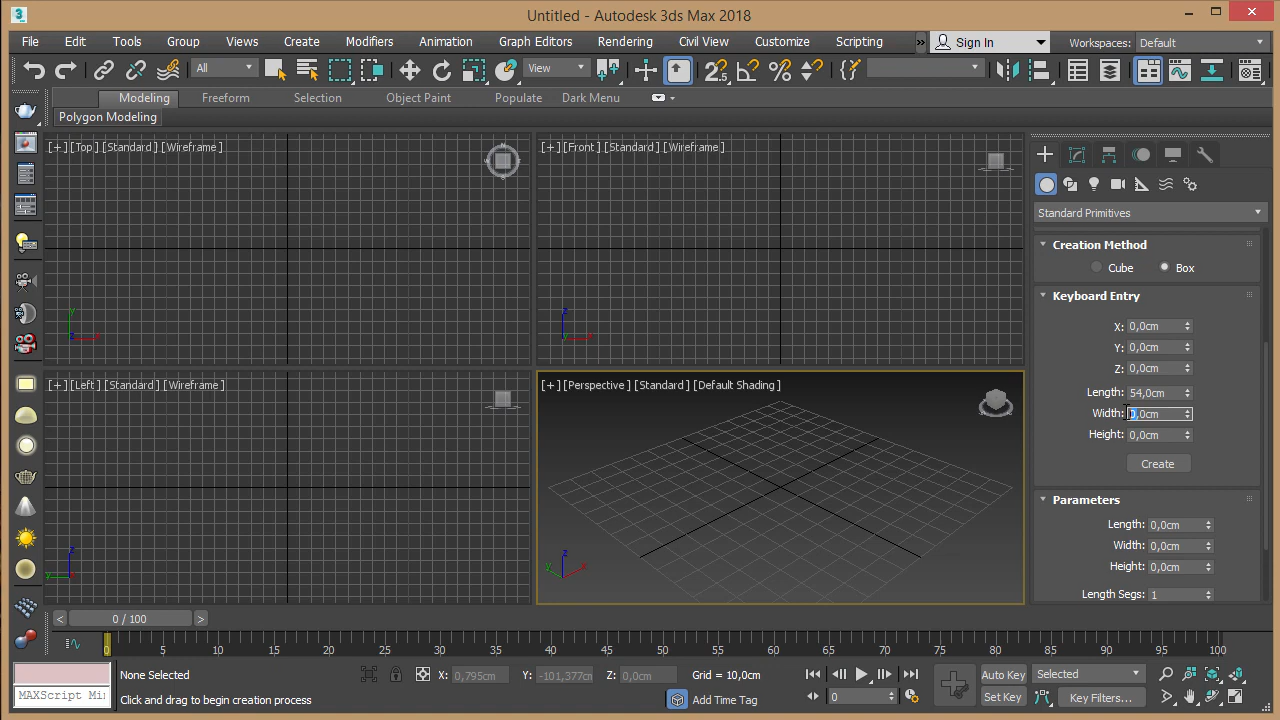 Untitled - Autodesk 3ds Max 2018
File Edit Tools Group Views Create Modifiers Animation Graph Editors Rendering Civil View Customize Scripting Sign In Workspaces: Default
All View
Modeling Freeform Selection Object Paint Populate Dark Menu
Polygon Modeling
[+] [Top] [Standard] [Wireframe]
[+] [Front] [Standard] [Wireframe]
Standard Primitives
Creation Method
Cube Box
Keyboard Entry
X: 0,0cm
Y: 0,0cm
Z: 0,0cm
[+] [Left] [Standard] [Wireframe]
[+] [Perspective] [Standard] [Default Shading]
Length: 54,0cm
Width: 0,0cm
Height: 0,0cm
Create
Parameters
Length: 0,0cm
Width: 0,0cm
Height: 0,0cm
Length Segs: 1
< 0 / 100 >
0 5 10 15 20 25 30 35 40 45 50 55 60 65 70 75 80 85 90 95 100
None Selected X: 0,795cm Y: -101,377cm Z: 0,0cm Grid = 10,0cm Auto Key Selected
MAXScript Mi Click and drag to begin creation process Add Time Tag 0 Set Key Key Filters...